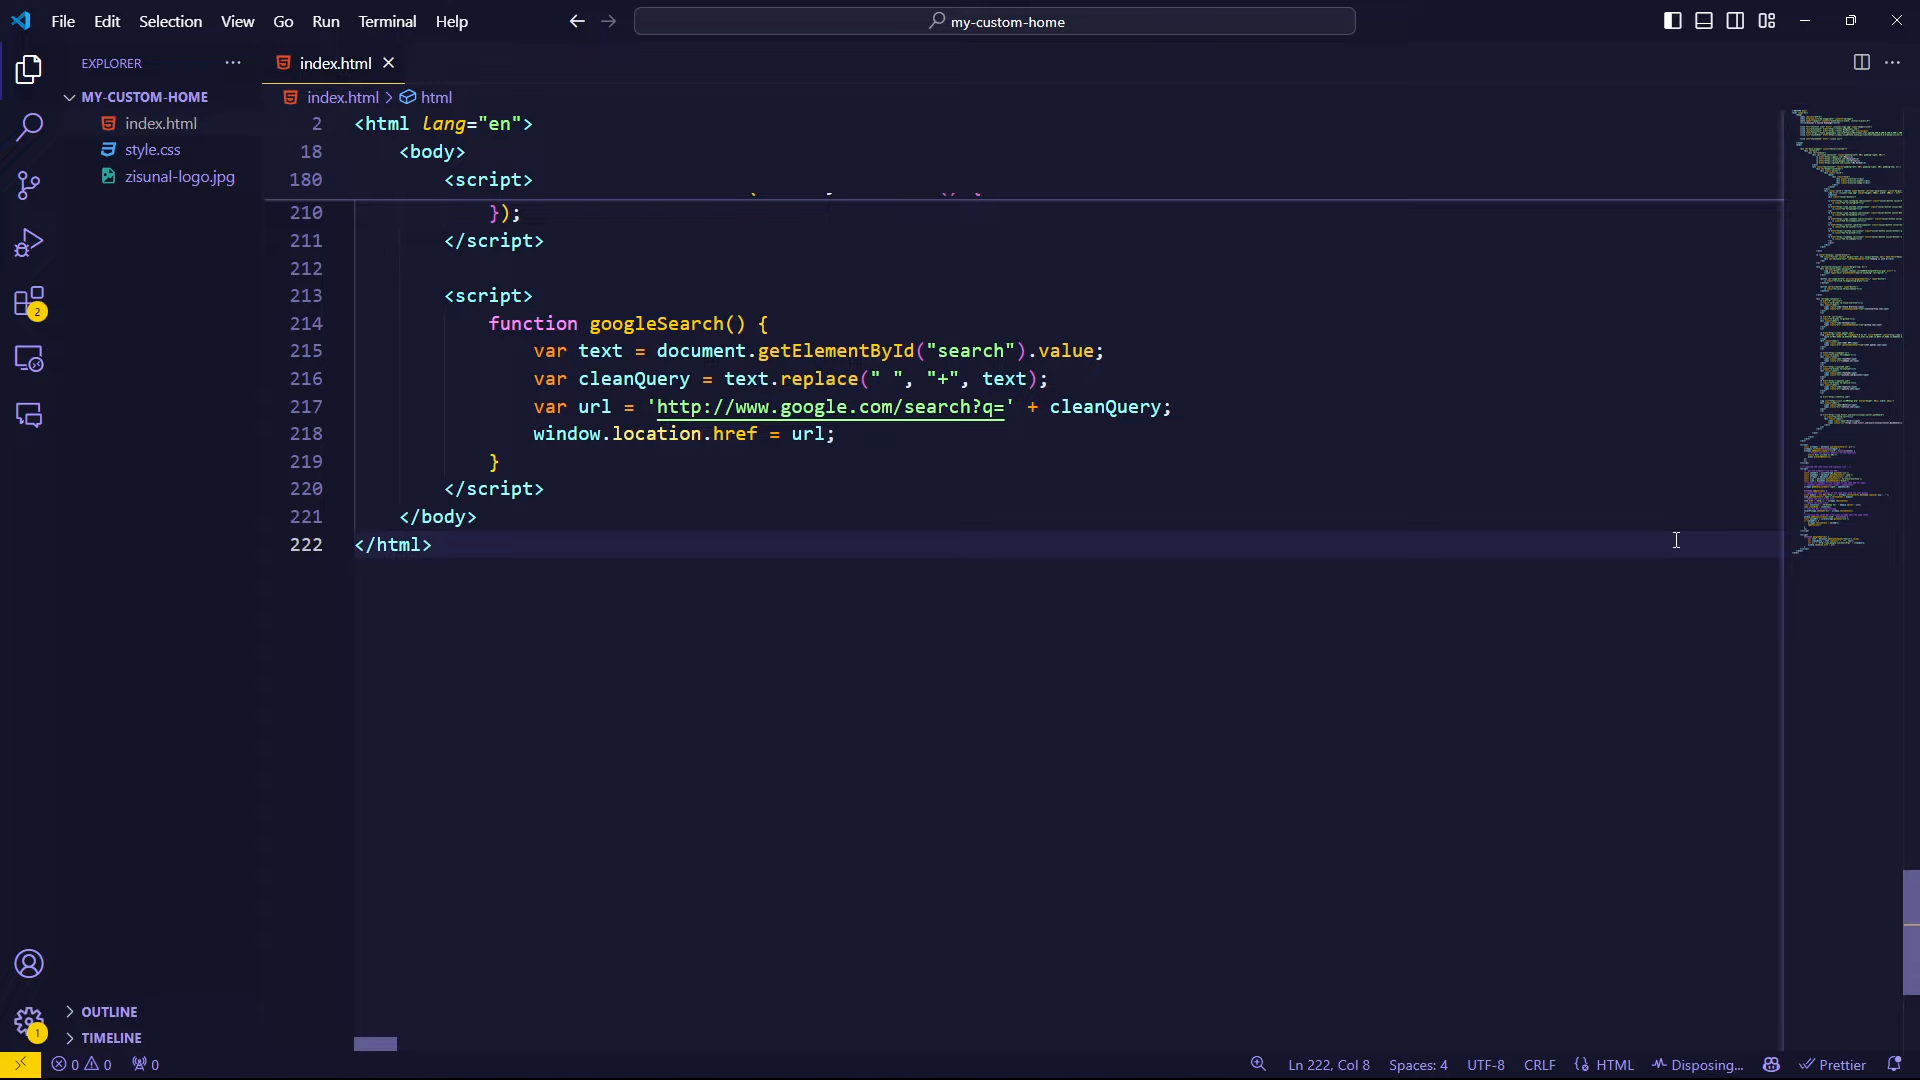 File Edit Selection View Go Run Terminal Help
my-custom-home
EXPLORER
MY-CUSTOM-HOME
index.html
style.css
zisunal-logo.jpg
OUTLINE
TIMELINE
2
1
index.html
index.html > html
2 <html lang="en">
18 <body>
180 <script>
210 });
211 </script>
212
213 <script>
214 function googleSearch() {
215 var text = document.getElementById("search").value;
216 var cleanQuery = text.replace(" ", "+", text);
217 var url = 'http://www.google.com/search?q=' + cleanQuery;
218 window.location.href = url;
219 }
220 </script>
221 </body>
222 </html>
0 0 0
Ln 222, Col 8 Spaces: 4 UTF-8 CRLF {} HTML Disposing... Prettier